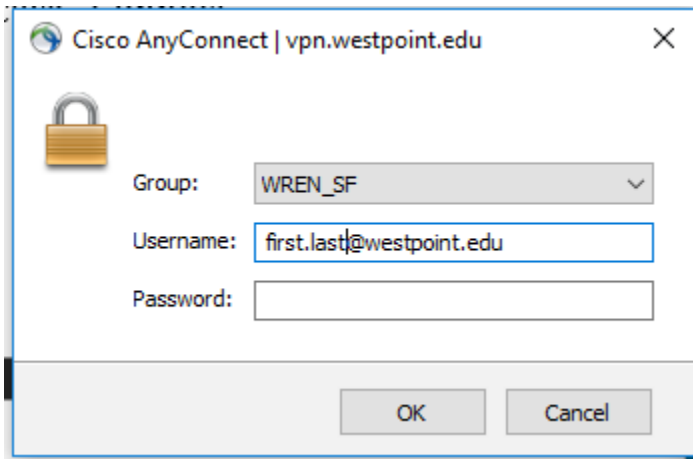 Cisco AnyConnect | vpn.westpoint.edu
Group: WREN_SF
Username: first.last@westpoint.edu
Password:
OK Cancel